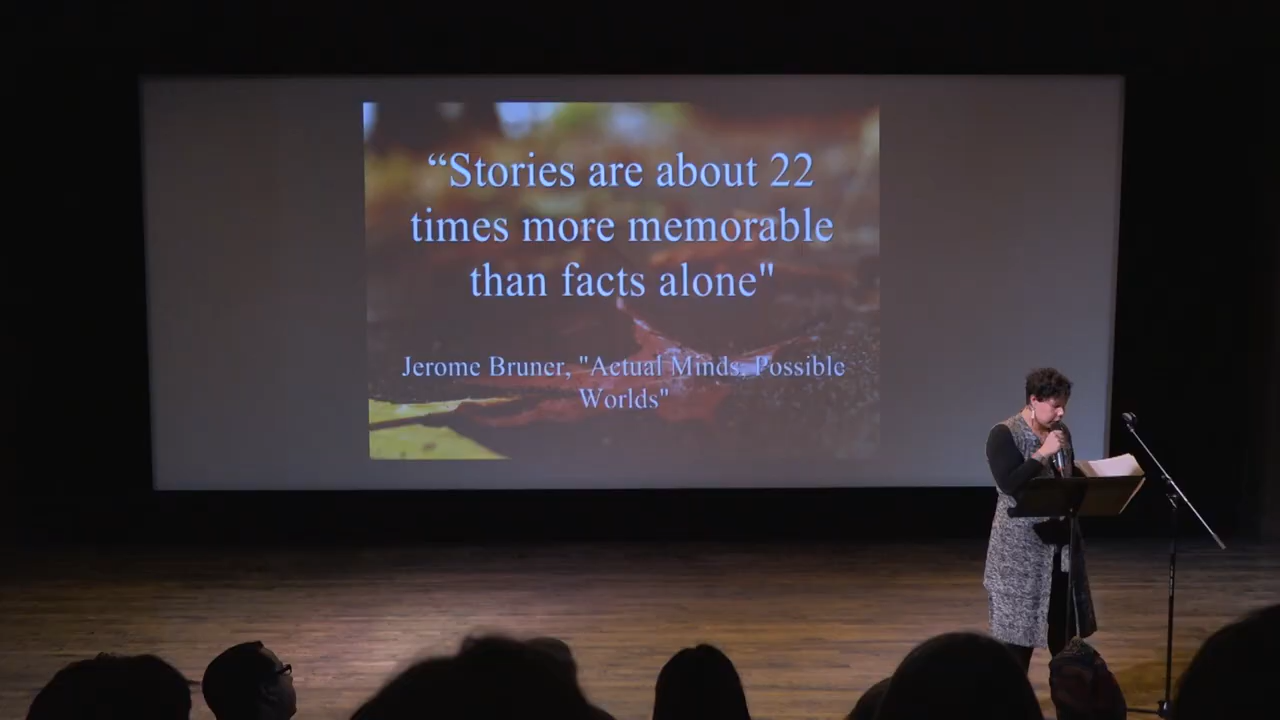 “Stories are about 22
times more memorable
than facts alone"
Jerome Bruner, "Actual Minds, Possible
Worlds"